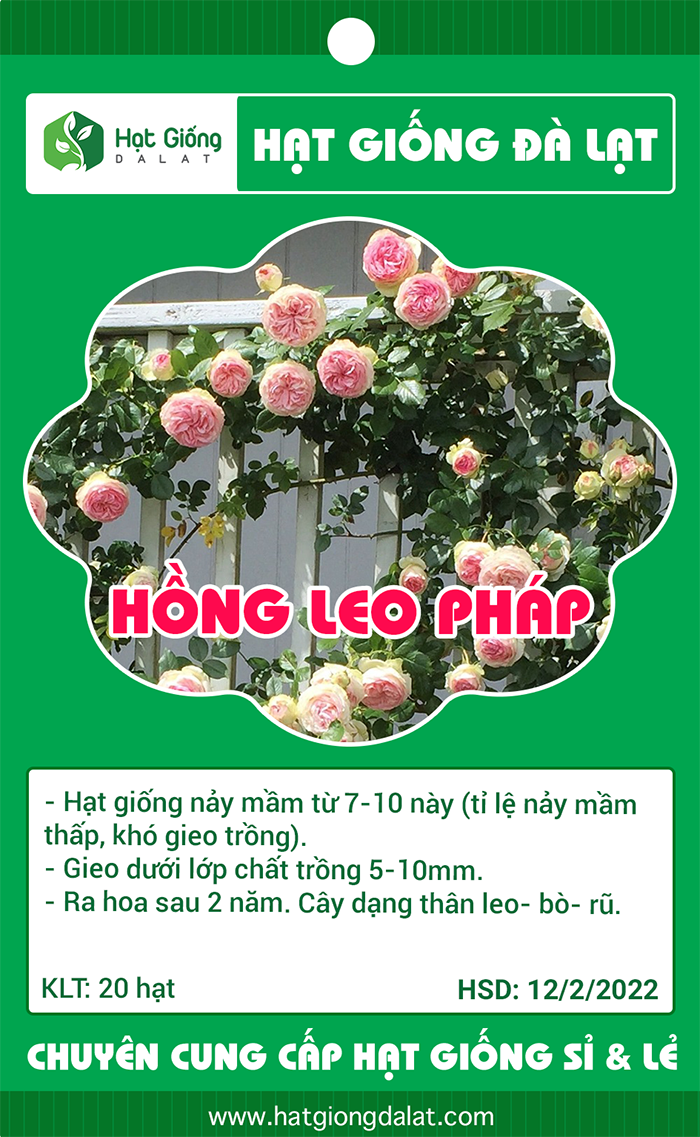 Hạt Giống
DALAT
HẠT GIỐNG ĐÀ LẠT
HỒNG LEO PHÁP
- Hạt giống nảy mầm từ 7-10 này (tỉ lệ nảy mầm
thấp, khó gieo trồng).
- Gieo dưới lớp chất trồng 5-10mm.
- Ra hoa sau 2 năm. Cây dạng thân leo- bò- rũ.
KLT: 20 hạt
HSD: 12/2/2022
CHUYÊN CUNG CẤP HẠT GIỐNG SỈ & LẺ
www.hatgiongdalat.com